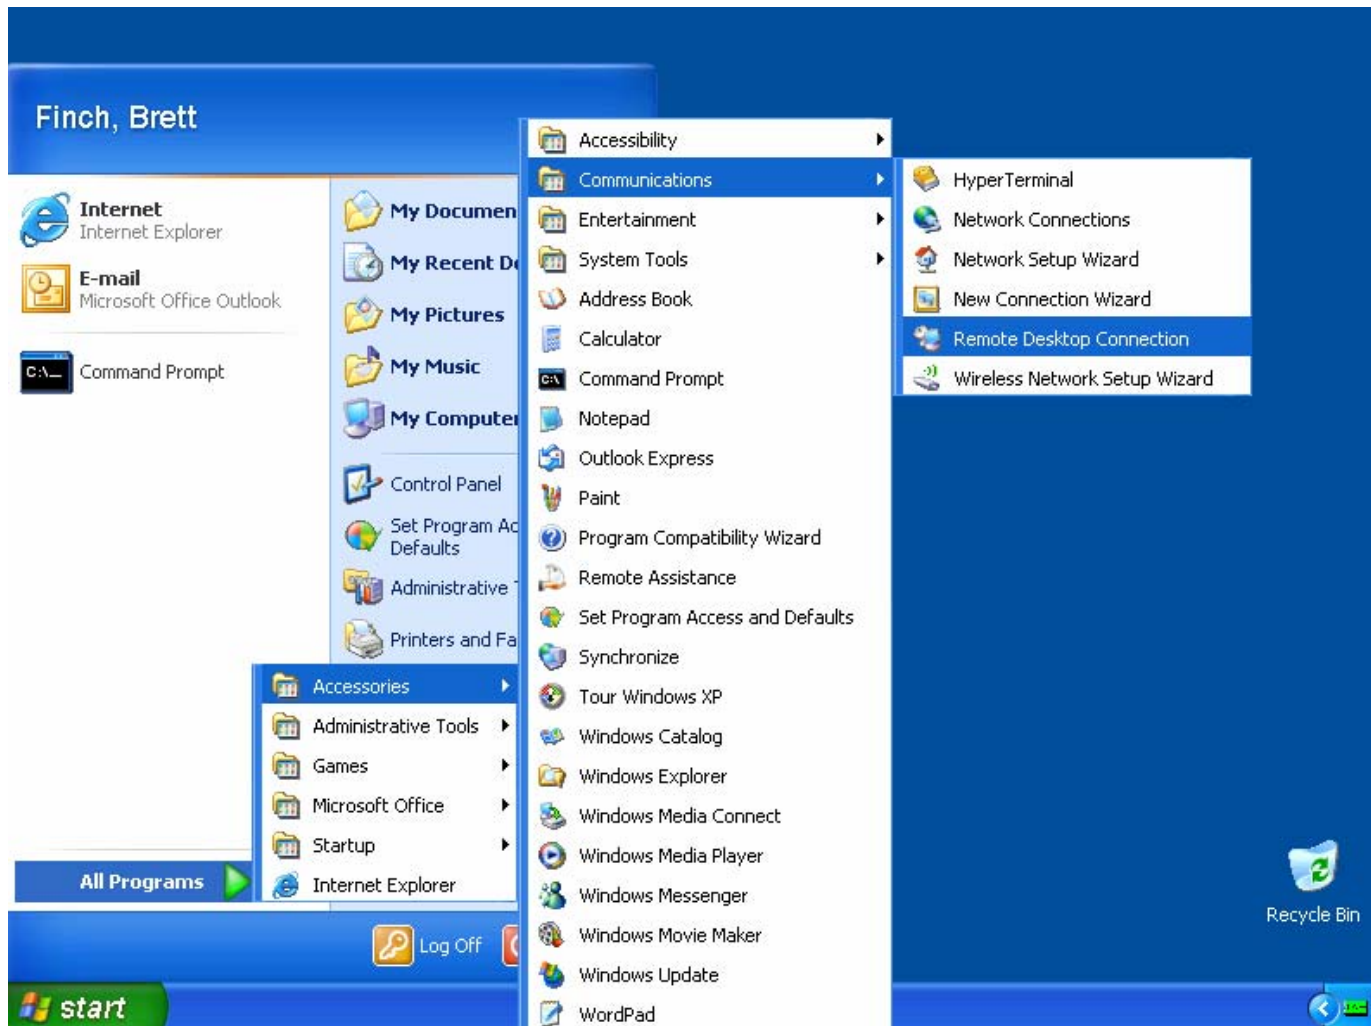 Finch, Brett
Internet
Internet Explorer
E-mail
Microsoft Office Outlook
Command Prompt
All Programs
My Documen
My Recent D
My Pictures
My Music
My Compute
Control Panel
Set Program Ac
Defaults
Administrative
Printers and Fa
Accessories
Administrative Tools
Games
Microsoft Office
Startup
Internet Explorer
Accessibility
Communications
Entertainment
System Tools
Address Book
Calculator
Command Prompt
Notepad
Outlook Express
Paint
Program Compatibility Wizard
Remote Assistance
Set Program Access and Defaults
Synchronize
Tour Windows XP
Windows Catalog
Windows Explorer
Windows Media Connect
Windows Media Player
Windows Messenger
Windows Movie Maker
Windows Update
WordPad
HyperTerminal
Network Connections
Network Setup Wizard
New Connection Wizard
Remote Desktop Connection
Wireless Network Setup Wizard
Recycle Bin
Log Off
start